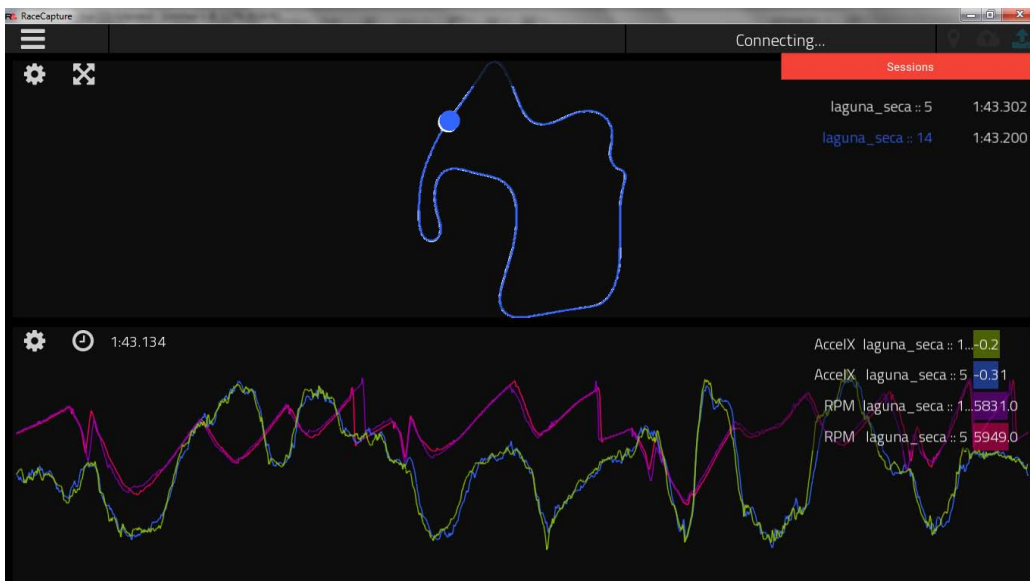 RaceCapture
Connecting...
Sessions
laguna_seca :: 5 1:43.302
laguna_seca :: 14 1:43.200
1:43.134
AccelX laguna_seca :: 1... -0.2
AccelX laguna_seca :: 5 -0.31
RPM laguna_seca :: 1... 5831.0
RPM laguna_seca :: 5 5949.0